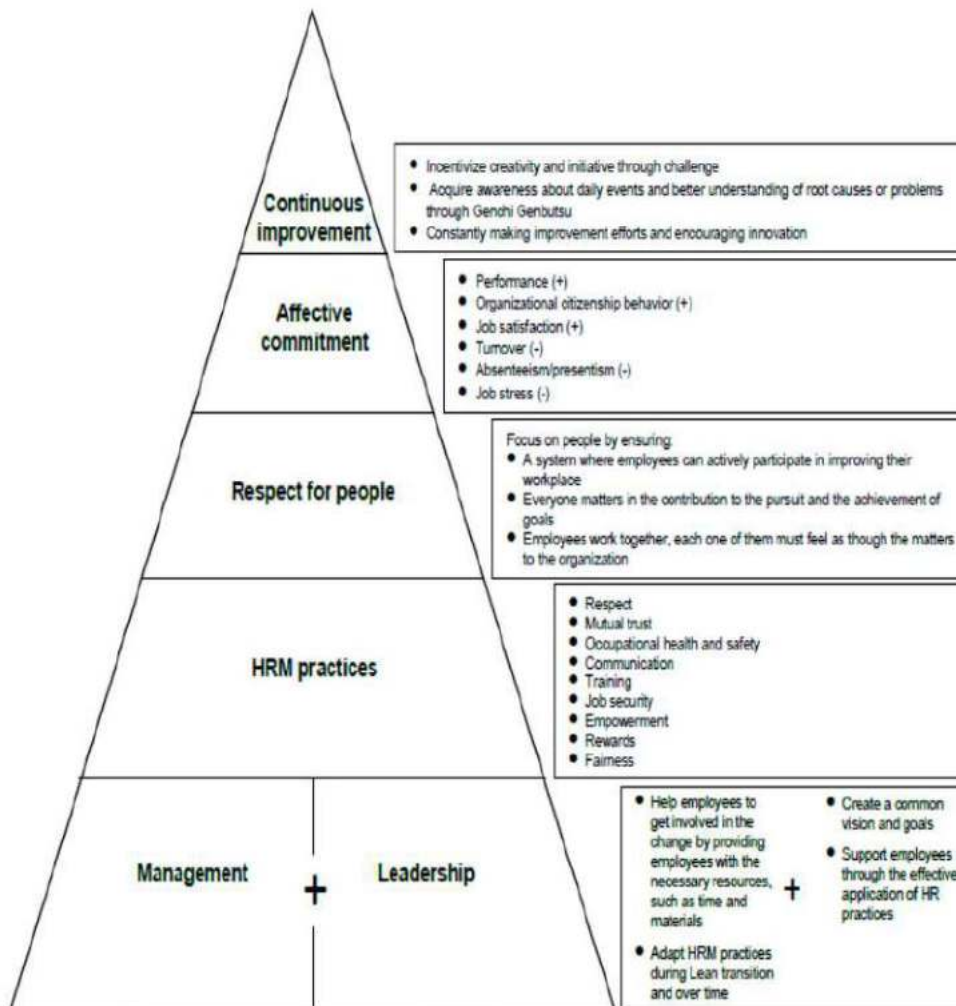 Continuous
improvement
• Incentivize creativity and initiative through challenge
• Acquire awareness about daily events and better understanding of root causes or problems
through Genchi Genbutsu
• Constantly making improvement efforts and encouraging innovation
Affective
commitment
• Performance (+)
• Organizational citizenship behavior (+)
• Job satisfaction (+)
• Turnover (-)
• Absenteeism/presentism (-)
• Job stress (-)
Respect for people
Focus on people by ensuring:
• A system where employees can actively participate in improving their
workplace
• Everyone matters in the contribution to the pursuit and the achievement of
goals
• Employees work together, each one of them must feel as though the matters
to the organization
HRM practices
• Respect
• Mutual trust
• Occupational health and safety
• Communication
• Training
• Job security
• Empowerment
• Rewards
• Fairness
Management + Leadership
• Help employees to
get involved in the
change by providing
employees with the
necessary resources,
such as time and
materials
• Adapt HRM practices
during Lean transition
and over time
+
• Create a common
vision and goals
• Support employees
through the effective
application of HR
practices